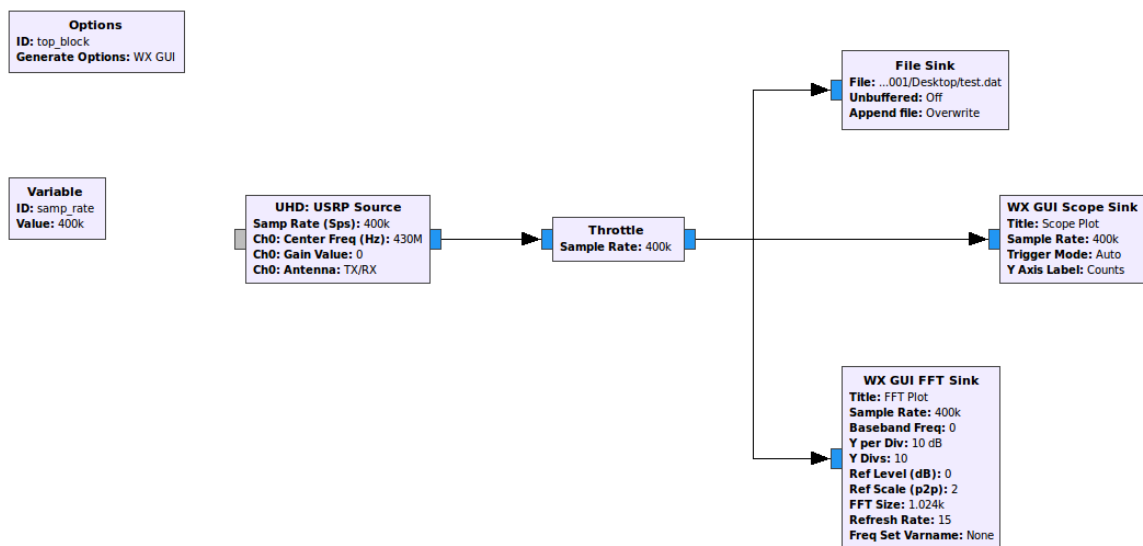 Options
ID: top_block
Generate Options: WX GUI
Variable
ID: samp_rate
Value: 400k
UHD: USRP Source
Samp Rate (Sps): 400k
Ch0: Center Freq (Hz): 430M
Ch0: Gain Value: 0
Ch0: Antenna: TX/RX
Throttle
Sample Rate: 400k
File Sink
File: ...001/Desktop/test.dat
Unbuffered: Off
Append file: Overwrite
WX GUI Scope Sink
Title: Scope Plot
Sample Rate: 400k
Trigger Mode: Auto
Y Axis Label: Counts
WX GUI FFT Sink
Title: FFT Plot
Sample Rate: 400k
Baseband Freq: 0
Y per Div: 10 dB
Y Divs: 10
Ref Level (dB): 0
Ref Scale (p2p): 2
FFT Size: 1.024k
Refresh Rate: 15
Freq Set Varname: None